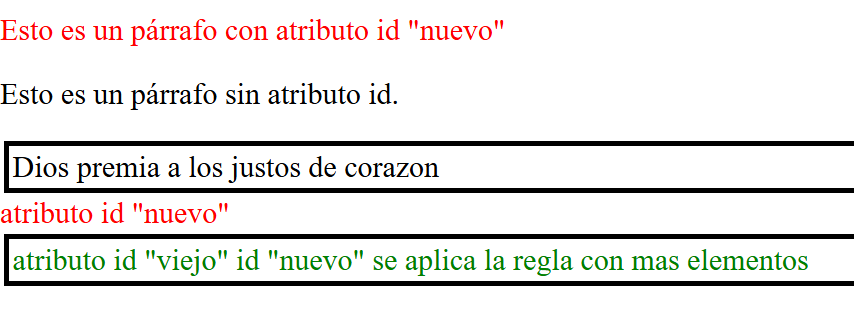 Esto es un párrafo con atributo id "nuevo"
Esto es un párrafo sin atributo id.
Dios premia a los justos de corazon
atributo id "nuevo"
atributo id "viejo" id "nuevo" se aplica la regla con mas elementos